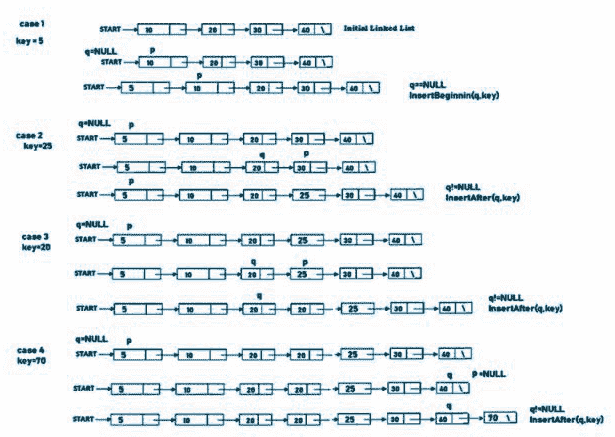 case 1
START 10 20 30 40 \ Initial Linked List
key = 5
q=NULL p
START 10 20 30 40 \
p
START 5 10 20 30 40 \ q==NULL
InsertBeginnin(q,key)
q=NULL p
case 2
START 5 10 20 30 40 \
key=25
q p
START 5 10 20 30 40 \
p
START 5 10 20 25 30 40 \ q!=NULL
InsertAfter(q,key)
q=NULL p
case 3
START 5 10 20 25 30 40 \
key=20
q p
START 5 10 20 25 30 40 \
q
START 5 10 20 20 25 30 40 \ q!=NULL
InsertAfter(q,key)
q=NULL p
case 4
START 5 10 20 20 25 30 40 \
key=70
q P =NULL
START 5 10 20 20 25 30 40 \
q
START 5 10 20 20 25 30 40 70 \ q!=NULL
InsertAfter(q,key)